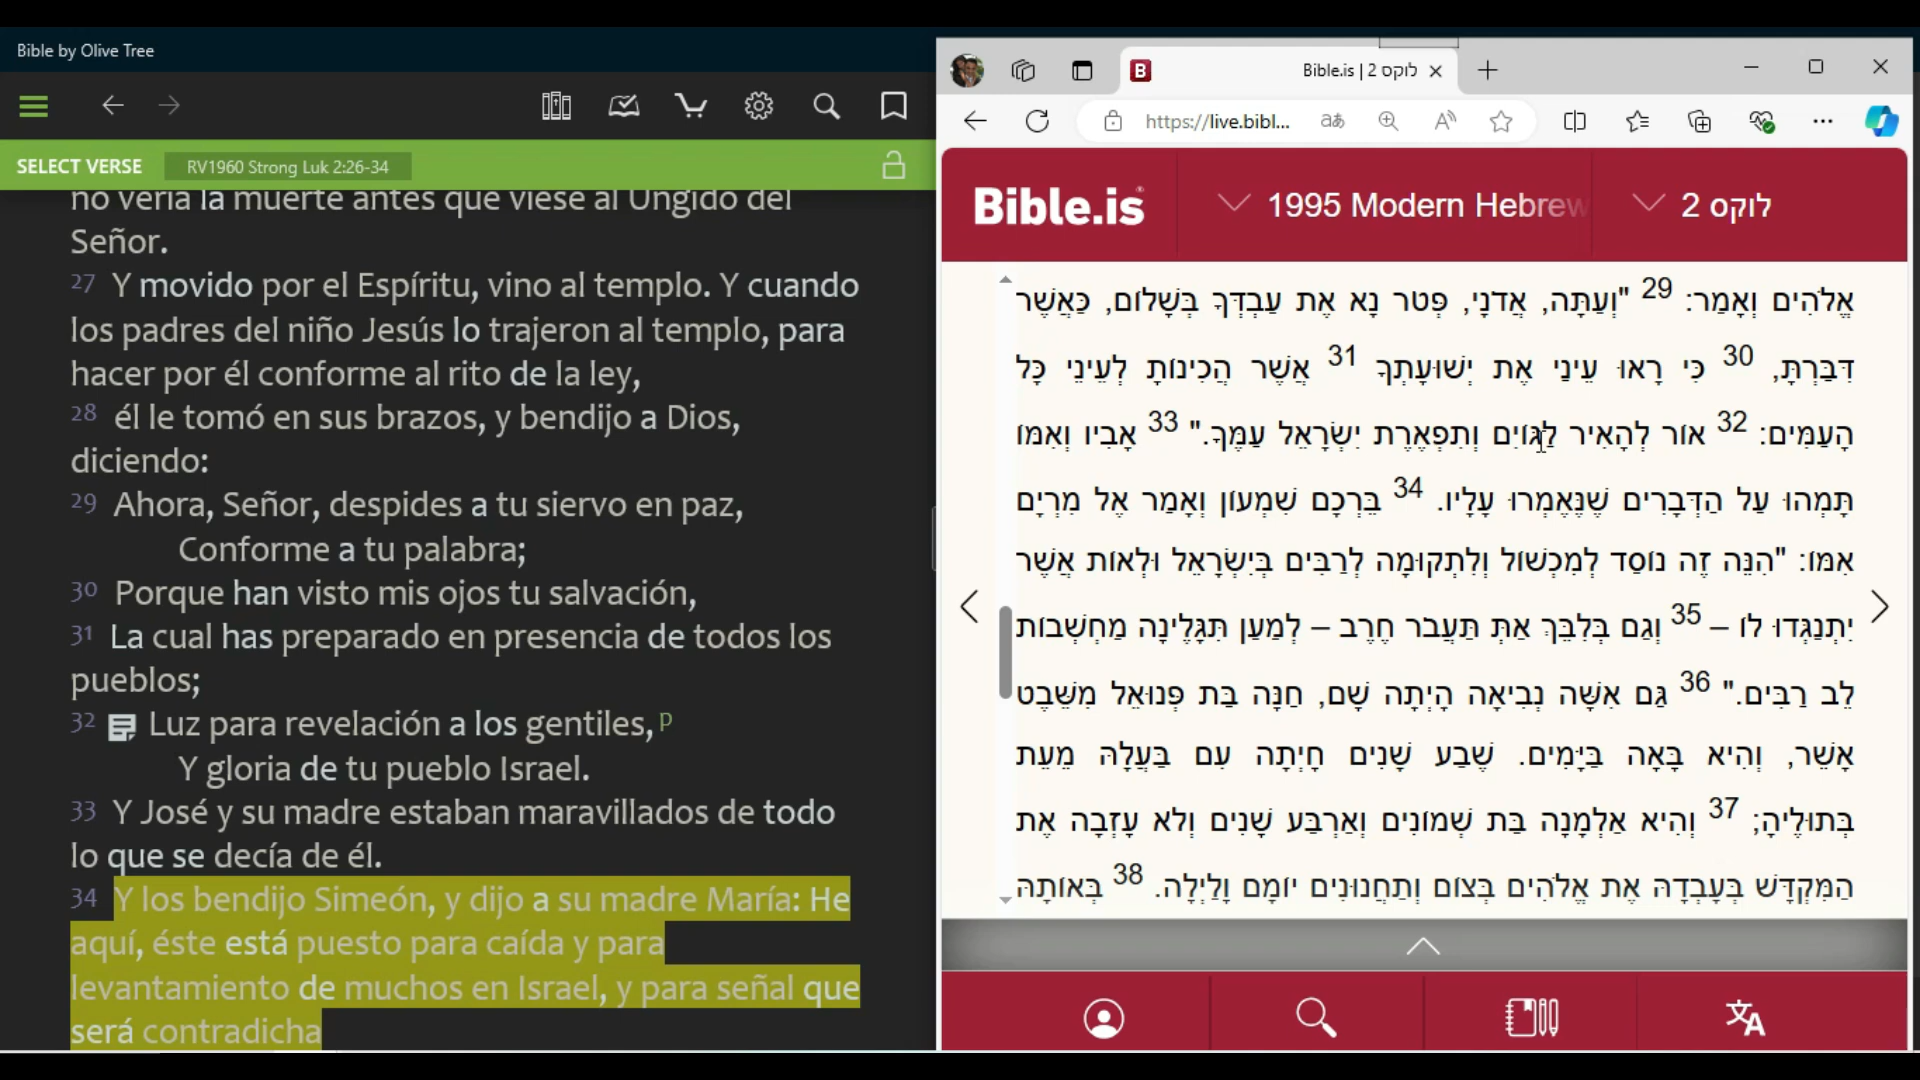 Bible by Olive Tree
SELECT VERSE RV1960 Strong Luk 2:26-34
no vería la muerte antes que viese al Ungido del
Señor.
27 Y movido por el Espíritu, vino al templo. Y cuando
los padres del niño Jesús lo trajeron al templo, para
hacer por él conforme al rito de la ley,
28 él le tomó en sus brazos, y bendijo a Dios,
diciendo:
29 Ahora, Señor, despides a tu siervo en paz,
Conforme a tu palabra;
30 Porque han visto mis ojos tu salvación,
31 La cual has preparado en presencia de todos los
pueblos;
32 Luz para revelación a los gentiles, p
Y gloria de tu pueblo Israel.
33 Y José y su madre estaban maravillados de todo
lo que se decía de él.
34 Y los bendijo Simeón, y dijo a su madre María: He
aquí, éste está puesto para caída y para
levantamiento de muchos en Israel, y para señal que
será contradicha
Bible.is | לוקס 2
https://live.bibl...
Bible.is 1995 Modern Hebrew לוקס 2
אֱלֹהִים וְאָמַר: 29 "וְעַתָּה, אֲדֹנָי, פְּטֹר נָא אֶת עַבְדְּךָ בְּשָׁלוֹם, כַּאֲשֶׁר
דִּבַּרְתָּ, 30 כִּי רָאוּ עֵינַי אֶת יְשׁוּעָתְךָ 31 אֲשֶׁר הֲכִינוֹתָ לְעֵינֵי כָּל
הָעַמִּים: 32 אוֹר לְהָאִיר לַגּוֹיִם וְתִפְאֶרֶת יִשְׂרָאֵל עַמֶּךָ." 33 אָבִיו וְאִמּוֹ
תָּמְהוּ עַל הַדְּבָרִים שֶׁנֶּאֶמְרוּ עָלָיו. 34 בֵּרְכָם שִׁמְעוֹן וְאָמַר אֶל מִרְיָם
אִמּוֹ: "הִנֵּה זֶה נוֹסַד לְמִכְשׁוֹל וְלִתְקוּמָה לְרַבִּים בְּיִשְׂרָאֵל וּלְאוֹת אֲשֶׁר
יִתְנַגְּדוּ לוֹ – 35 וְגַם בְּלִבֵּךְ אַתְּ תַּעֲבֹר חֶרֶב – לְמַעַן תִּגָּלֶינָה מַחְשְׁבוֹת
לֵב רַבִּים." 36 גַּם אִשָּׁה נְבִיאָה הָיְתָה שָׁם, חַנָּה בַּת פְּנוּאֵל מִשֵּׁבֶט
אָשֵׁר, וְהִיא בָּאָה בַּיָּמִים. שֶׁבַע שָׁנִים חָיְתָה עִם בַּעֲלָהּ מֵעֵת
בְּתוּלֶיהָ; 37 וְהִיא אַלְמָנָה בַּת שְׁמוֹנִים וְאַרְבַּע שָׁנִים וְלֹא עָזְבָה אֶת
הַמִּקְדָּשׁ בְּעָבְדָהּ אֶת אֱלֹהִים בְּצוֹם וְתַחֲנוּנִים יוֹמָם וָלַיְלָה. 38 בְּאוֹתָהּ